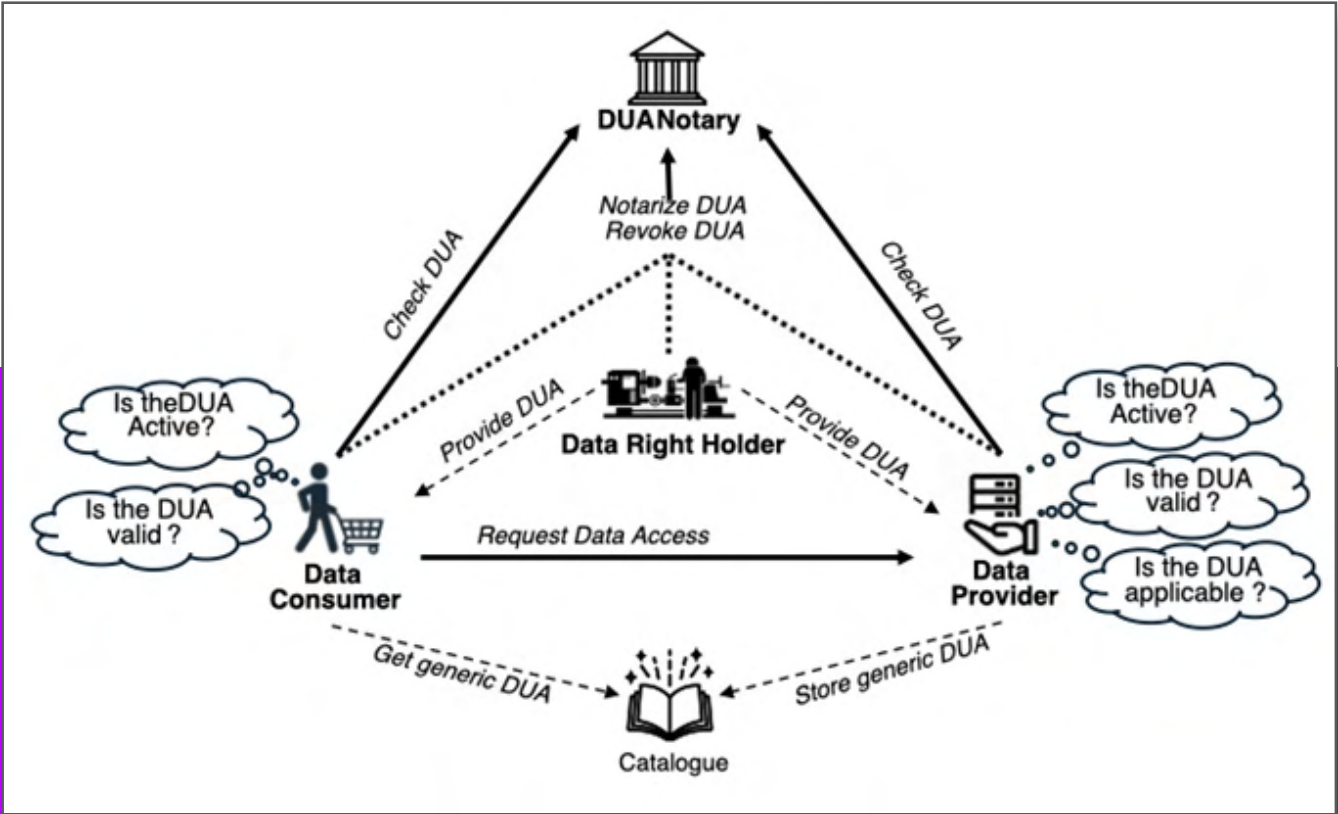 DUANotary
Notarize DUA
Revoke DUA
Check DUA
Check DUA
Is theDUA
Active?
Is the DUA
valid ?
Provide DUA
Data Right Holder
Provide DUA
Is theDUA
Active?
Is the DUA
valid ?
Is the DUA
applicable ?
Request Data Access
Data
Consumer
Data
Provider
Get generic DUA
Store generic DUA
Catalogue